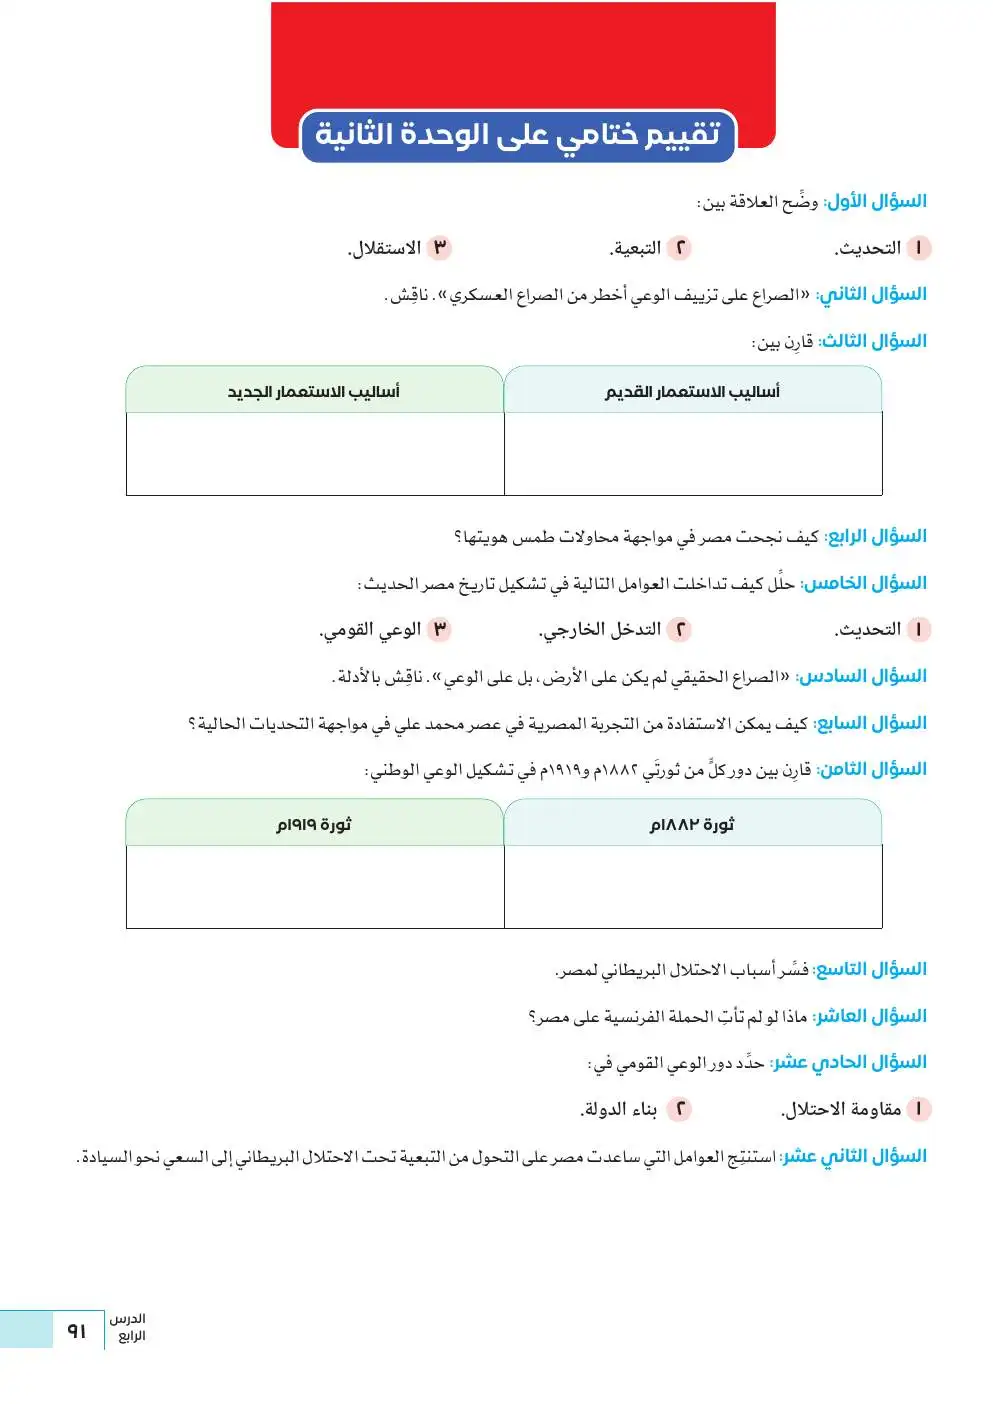 تقييم ختامي على الوحدة الثانية
السؤال الأول: وضِّح العلاقة بين:
١ التحديث. ٢ التبعية. ٣ الاستقلال.
السؤال الثاني: «الصراع على تزييف الوعي أخطر من الصراع العسكري». ناقِش.
السؤال الثالث: قارِن بين:
أساليب الاستعمار القديم أساليب الاستعمار الجديد
السؤال الرابع: كيف نجحت مصر في مواجهة محاولات طمس هويتها؟
السؤال الخامس: حلِّل كيف تداخلت العوامل التالية في تشكيل تاريخ مصر الحديث:
١ التحديث. ٢ التدخل الخارجي. ٣ الوعي القومي.
السؤال السادس: «الصراع الحقيقي لم يكن على الأرض، بل على الوعي». ناقِش بالأدلة.
السؤال السابع: كيف يمكن الاستفادة من التجربة المصرية في عصر محمد علي في مواجهة التحديات الحالية؟
السؤال الثامن: قارِن بين دور كلٍّ من ثورتَي ١٨٨٢م و١٩١٩م في تشكيل الوعي الوطني:
ثورة ١٨٨٢م ثورة ١٩١٩م
السؤال التاسع: فسِّر أسباب الاحتلال البريطاني لمصر.
السؤال العاشر: ماذا لو لم تأتِ الحملة الفرنسية على مصر؟
السؤال الحادي عشر: حدِّد دور الوعي القومي في:
١ مقاومة الاحتلال. ٢ بناء الدولة.
السؤال الثاني عشر: استنتِج العوامل التي ساعدت مصر على التحول من التبعية تحت الاحتلال البريطاني إلى السعي نحو السيادة.
الدرس
الرابع
٩١